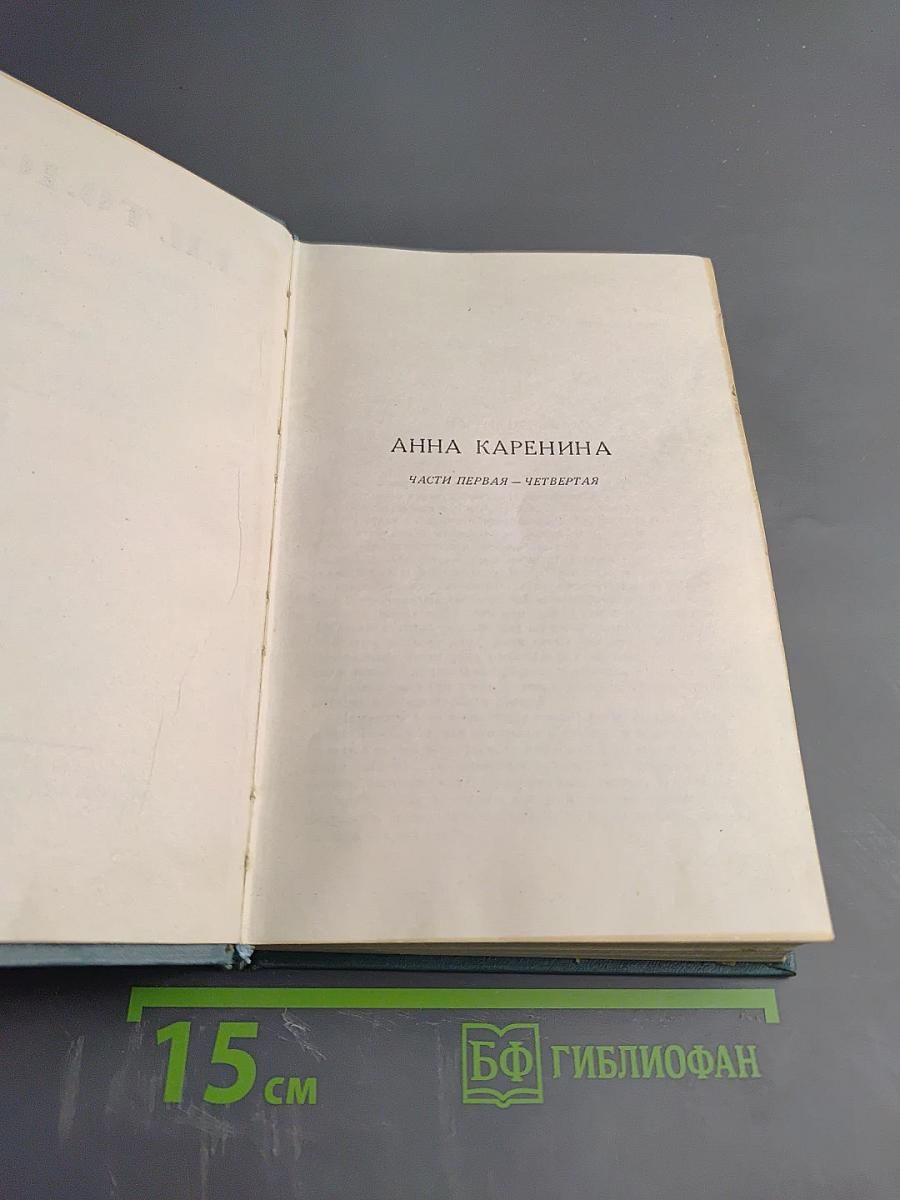 АННА КАРЕНИНА
ЧАСТИ ПЕРВАЯ — ЧЕТВЕРТАЯ
15 см
БФ ГИБЛИОФАН